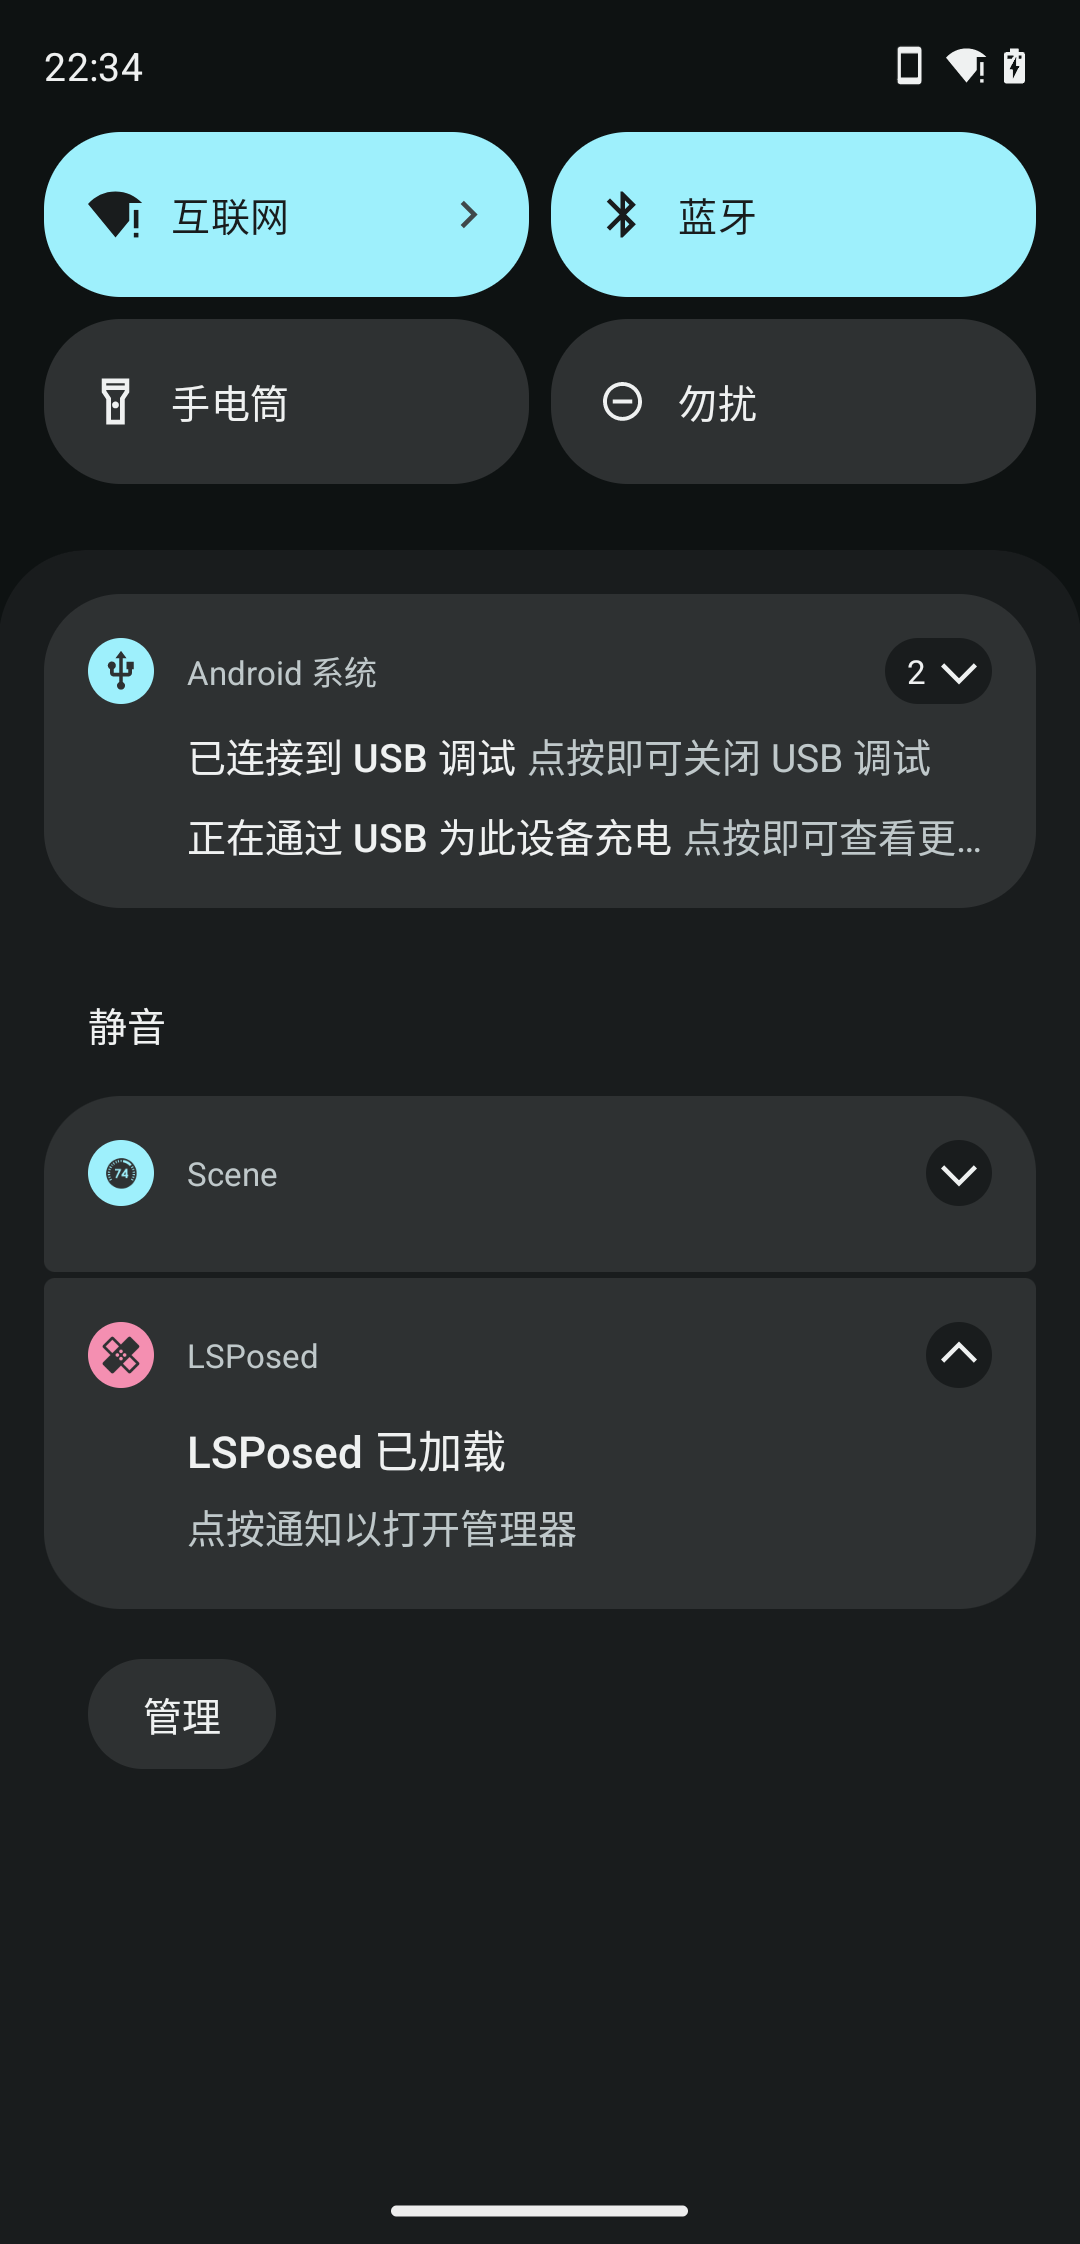 22:34
互联网
蓝牙
手电筒
勿扰
Android 系统
2
已连接到 USB 调试 点按即可关闭 USB 调试
正在通过 USB 为此设备充电 点按即可查看更...
静音
74
Scene
LSPosed
LSPosed 已加载
点按通知以打开管理器
管理